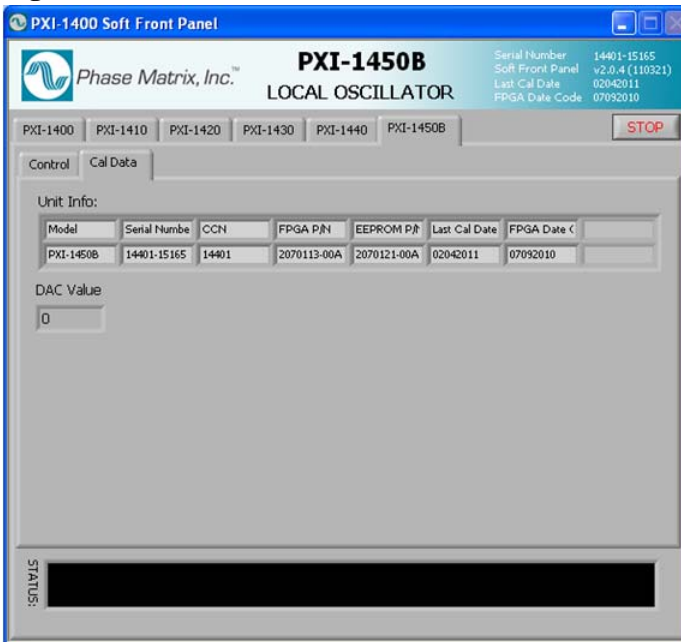 PXI-1400 Soft Front Panel
Phase Matrix, Inc.™
PXI-1450B
LOCAL OSCILLATOR
Serial Number 14401-15165
Soft Front Panel v2.0.4 (110321)
Last Cal Date 02042011
FPGA Date Code 07092010
PXI-1400 PXI-1410 PXI-1420 PXI-1430 PXI-1440 PXI-1450B STOP
Control Cal Data
Unit Info:
Model Serial Numbe CCN FPGA P/N EEPROM P/ Last Cal Date FPGA Date
PXI-1450B 14401-15165 14401 2070113-00A 2070121-00A 02042011 07092010
DAC Value
0
STATUS: